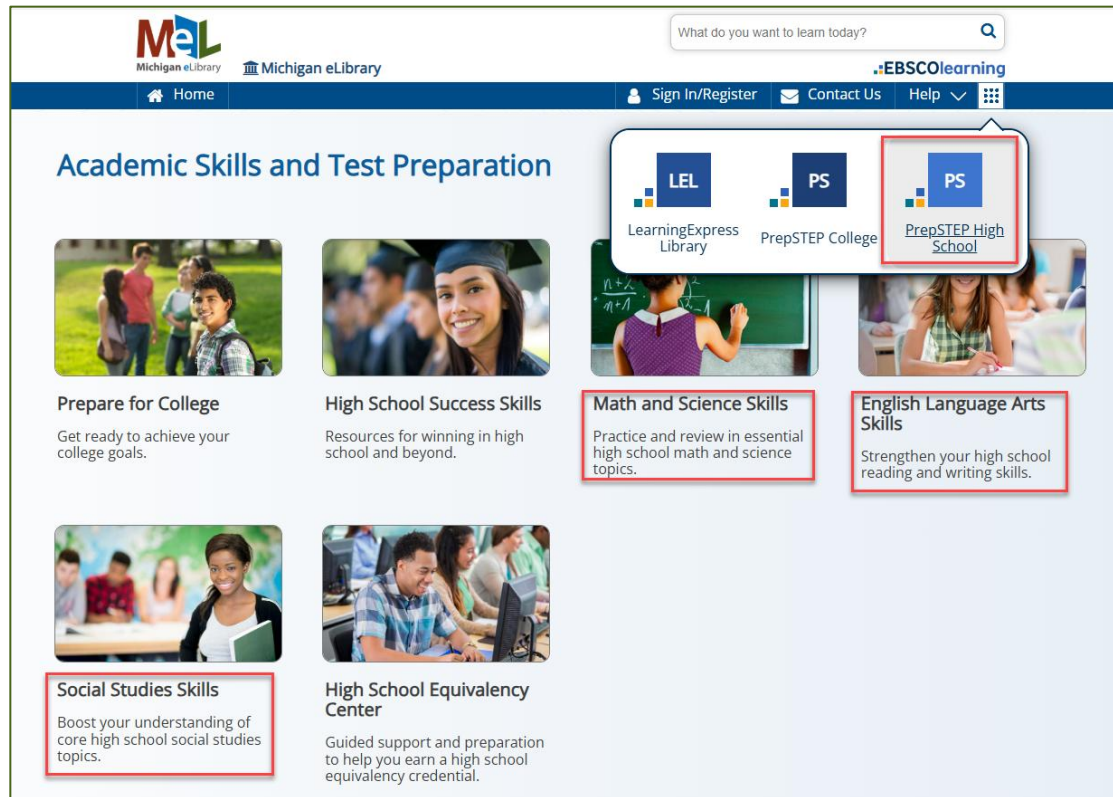 MeL
Michigan eLibrary
Michigan eLibrary
What do you want to learn today?
EBSCOlearning
Home
Sign In/Register
Contact Us
Help
Academic Skills and Test Preparation
LEL
LearningExpress
Library
PS
PrepSTEP College
PS
PrepSTEP High
School
Prepare for College
Get ready to achieve your
college goals.
High School Success Skills
Resources for winning in high
school and beyond.
Math and Science Skills
Practice and review in essential
high school math and science
topics.
English Language Arts
Skills
Strengthen your high school
reading and writing skills.
Social Studies Skills
Boost your understanding of
core high school social studies
topics.
High School Equivalency
Center
Guided support and preparation
to help you earn a high school
equivalency credential.